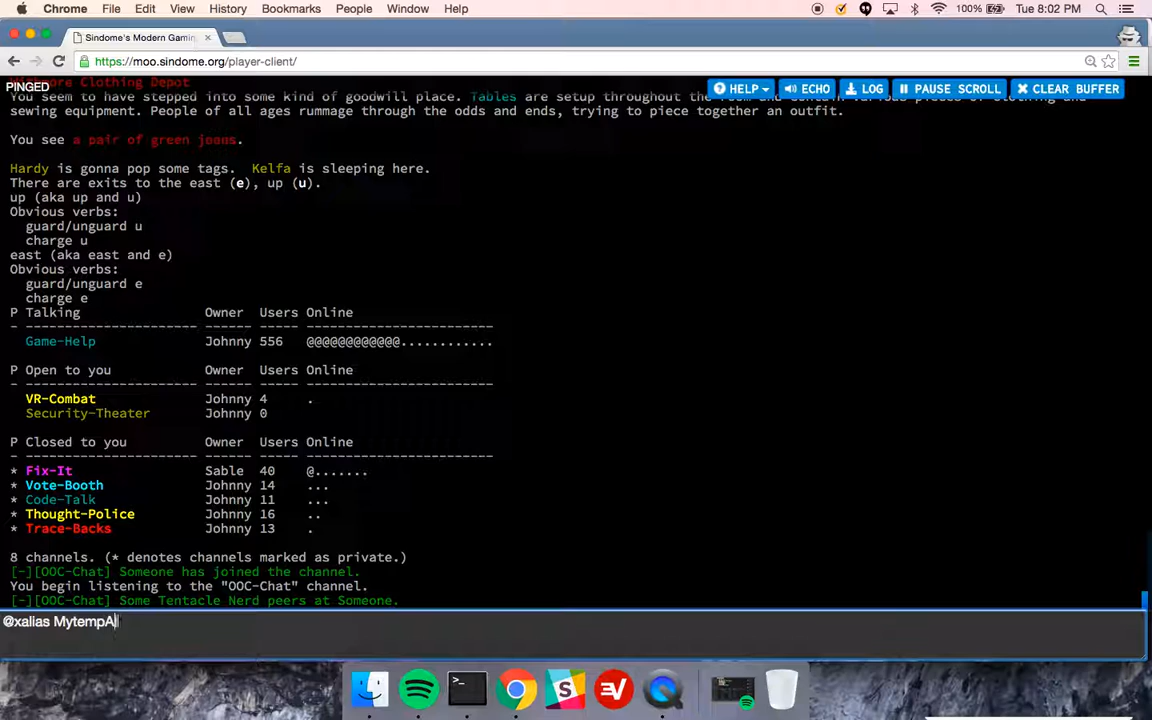 Chrome File Edit View History Bookmarks People Window Help 100% Tue 8:02 PM
Sindome's Modern Gamin
https://moo.sindome.org/player-client/
Clothing Depot
PINGED
HELP ECHO LOG PAUSE SCROLL CLEAR BUFFER
You seem to have stepped into some kind of goodwill place. Tables are setup throughout the
sewing equipment. People of all ages rummage through the odds and ends, trying to piece together an outfit.
You see a pair of green jeans.
Hardy is gonna pop some tags. Kelfa is sleeping here.
There are exits to the east (e), up (u).
up (aka up and u)
Obvious verbs:
guard/unguard u
charge u
east (aka east and e)
Obvious verbs:
guard/unguard e
charge e
P Talking Owner Users Online
- ------------------------ ------ ----- --------------------------
Game-Help Johnny 556 @@@@@@@@@@@@............
P Open to you Owner Users Online
- ------------------------ ------ ----- --------------------------
VR-Combat Johnny 4 .
Security-Theater Johnny 0
P Closed to you Owner Users Online
- ------------------------ ------ ----- --------------------------
* Fix-It Sable 40 @.......
* Vote-Booth Johnny 14 ...
* Code-Talk Johnny 11 ...
* Thought-Police Johnny 16 ..
* Trace-Backs Johnny 13 .
8 channels. (* denotes channels marked as private.)
[-][OOC-Chat] Someone has joined the channel.
You begin listening to the "OOC-Chat" channel.
[-][OOC-Chat] Some Tentacle Nerd peers at Someone.
@xalias MytempA